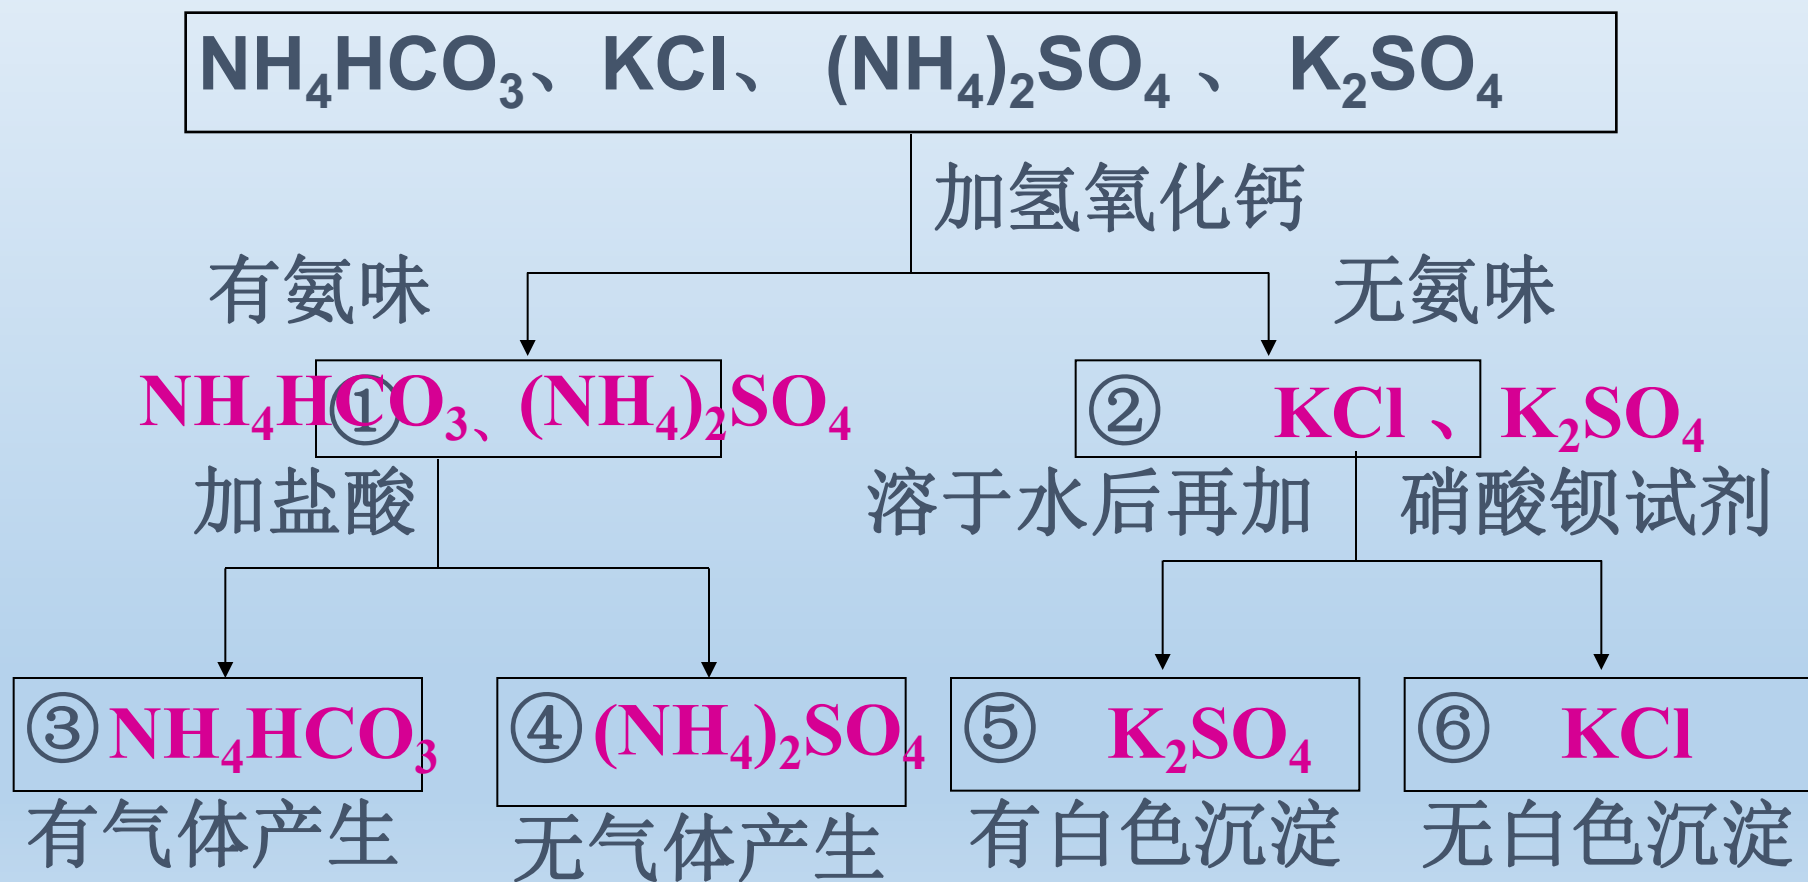 NH₄HCO₃、KCl、 (NH₄)₂SO₄ 、 K₂SO₄
加氢氧化钙
有氨味 无氨味
① NH₄HCO₃、(NH₄)₂SO₄ ② KCl 、K₂SO₄
加盐酸 溶于水后再加 硝酸钡试剂
③ NH₄HCO₃ ④ (NH₄)₂SO₄ ⑤ K₂SO₄ ⑥ KCl
有气体产生 无气体产生 有白色沉淀 无白色沉淀